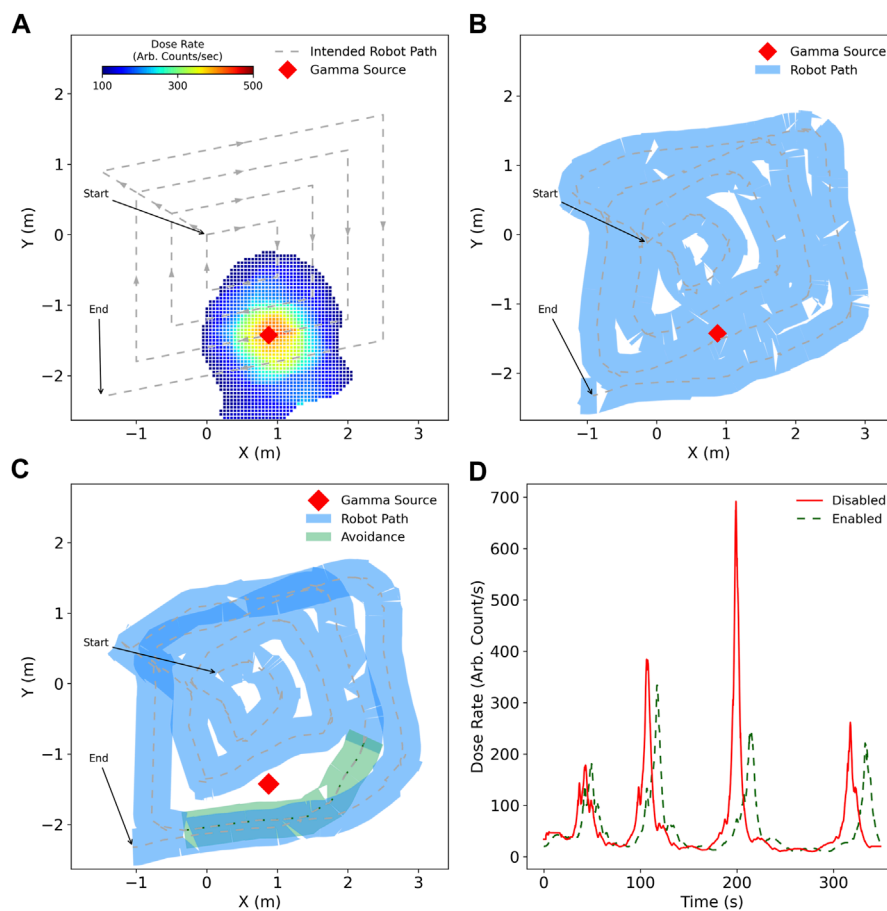 A
Dose Rate
(Arb. Counts/sec)
100 300 500
Intended Robot Path
Gamma Source
Start
End
2
1
0
−1
−2
Y (m)
−1 0 1 2 3
X (m)
B
Gamma Source
Robot Path
Start
End
2
1
0
−1
−2
Y (m)
−1 0 1 2 3
X (m)
C
Gamma Source
Robot Path
Avoidance
Start
End
2
1
0
−1
−2
Y (m)
−1 0 1 2 3
X (m)
D
Disabled
Enabled
700
600
500
400
300
200
100
0
Dose Rate (Arb. Count/s)
0 100 200 300
Time (s)